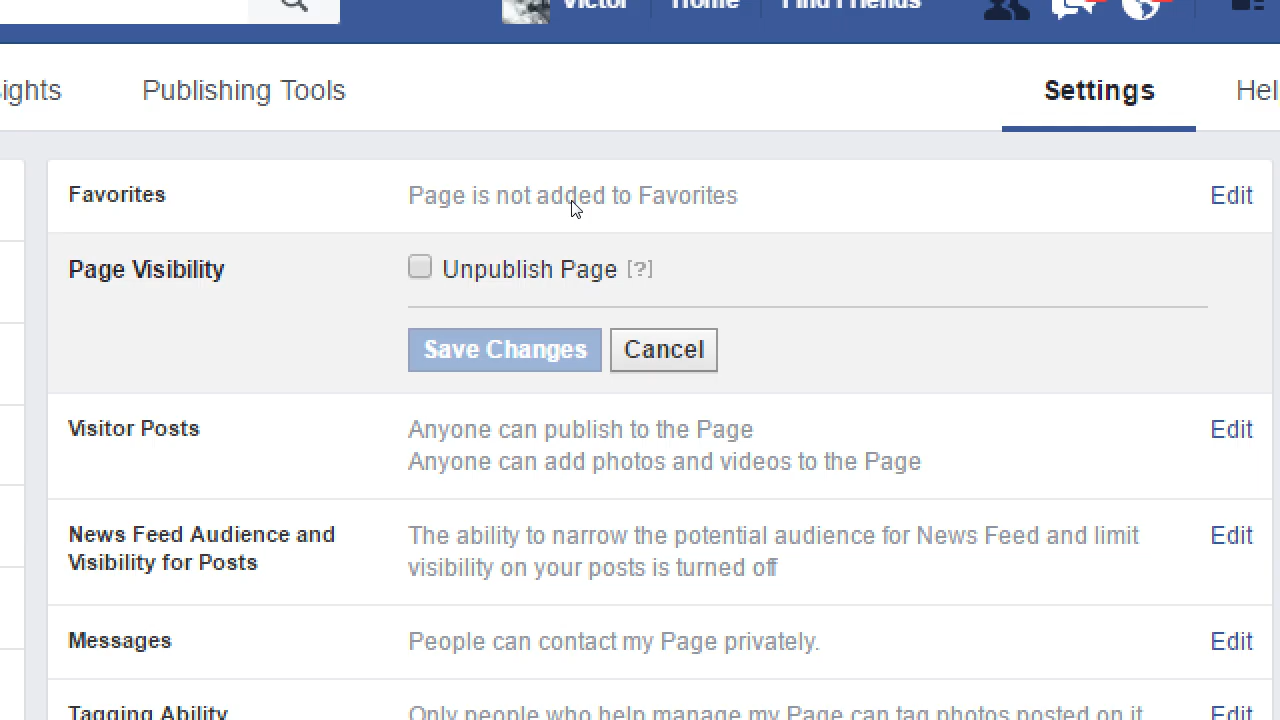 Victor Home Find Friends
Publishing Tools Settings
Favorites Page is not added to Favorites Edit
Page Visibility Unpublish Page [?]
Save Changes Cancel
Visitor Posts Anyone can publish to the Page Edit
Anyone can add photos and videos to the Page
News Feed Audience and The ability to narrow the potential audience for News Feed and limit Edit
Visibility for Posts visibility on your posts is turned off
Messages People can contact my Page privately. Edit
Tagging Ability Only people who help manage my Page can tag photos posted on it Edit